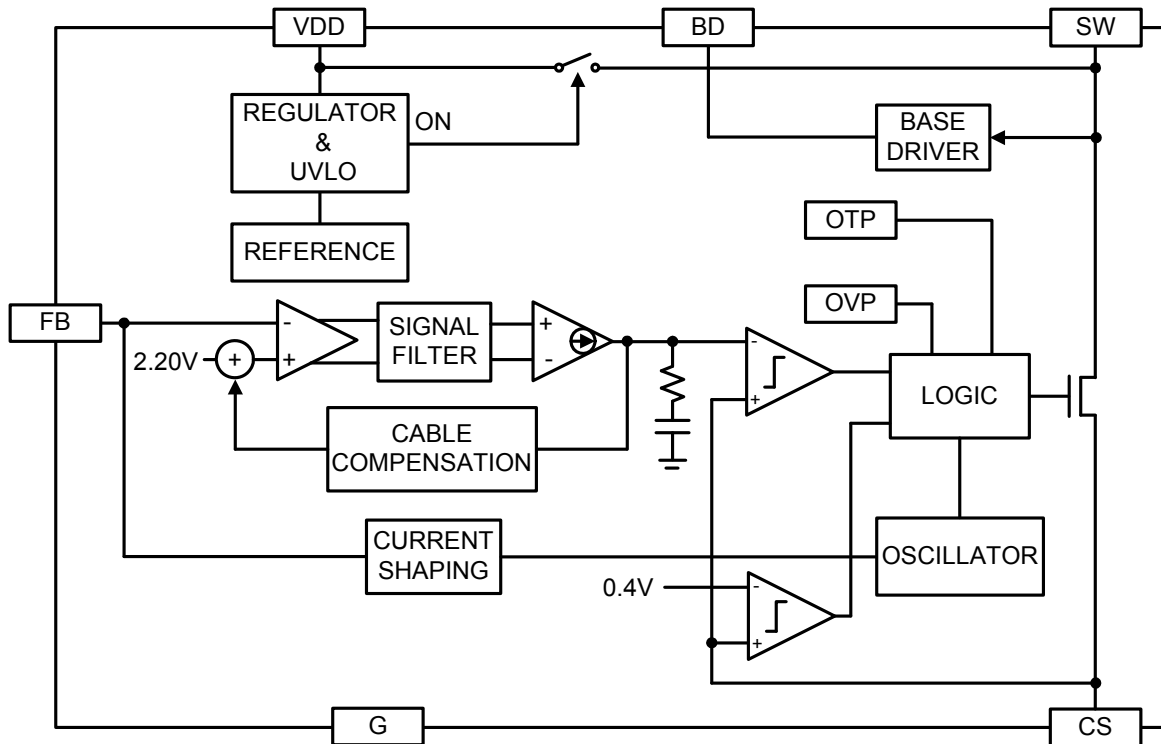 VDD
BD
SW
REGULATOR
&
UVLO
ON
BASE
DRIVER
REFERENCE
OTP
OVP
FB
-
+
2.20V
+
SIGNAL
FILTER
+
-
-
+
LOGIC
CABLE
COMPENSATION
CURRENT
SHAPING
OSCILLATOR
0.4V
-
+
G
CS